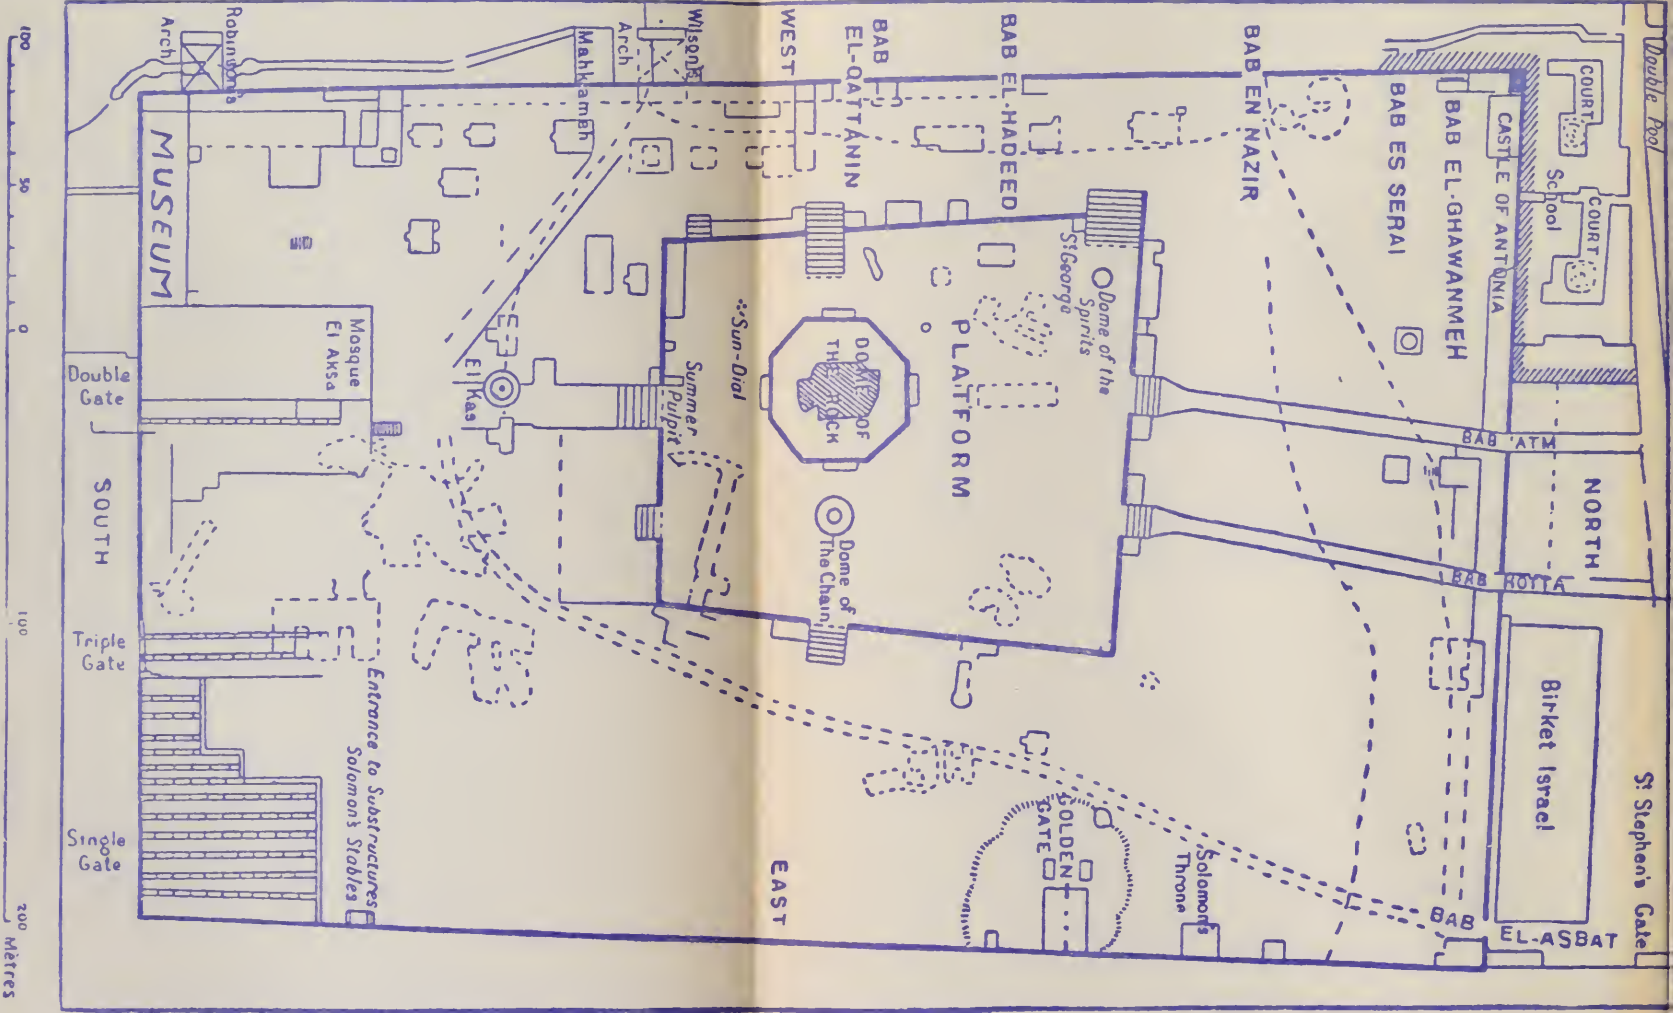 Double Pool
COURT
COURT
School
CASTLE OF ANTONIA
BAB EL-GHAWANMEH
BAB ES SERAI
BAB EN NAZIR
BAB EL-HADEED
BAB
EL-QATTANIN
WEST
Wilson's
Arch
Mahkamah
Robinson's
Arch
MUSEUM
Mosque
El Aksa
Double
Gate
SOUTH
Triple
Gate
Single
Gate
El Kas
Summer
Pulpit
Sun-Dial
DOME OF
THE ROCK
PLATFORM
St George
Dome of the
Spirits
Dome of
The Chain
BAB ATM
BAB HOTTA
NORTH
Birket Israel
St Stephen's Gate
BAB
EL-ASBAT
Solomon's
Throne
GOLDEN
GATE
EAST
Entrance to Substructures
Solomon's Stables
100
50
0
100
200 Mètres